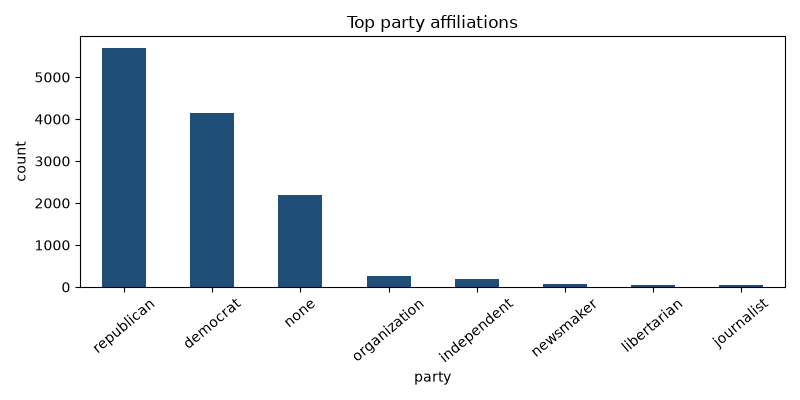 Top party affiliations
count
5000
4000
3000
2000
1000
0
republican
democrat
none
organization
independent
newsmaker
libertarian
journalist
party